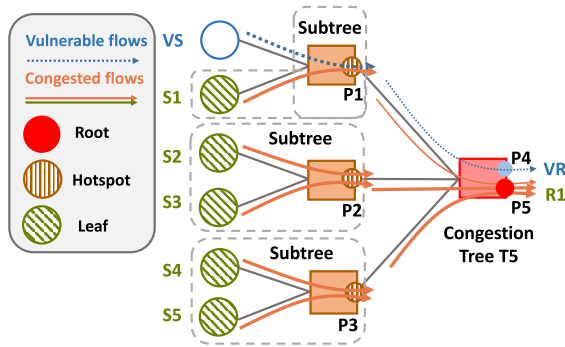 Vulnerable flows
Congested flows
Root
Hotspot
Leaf
VS
S1
Subtree
P1
S2
S3
Subtree
P2
S4
S5
Subtree
P3
P4
P5
VR
R1
Congestion
Tree T5